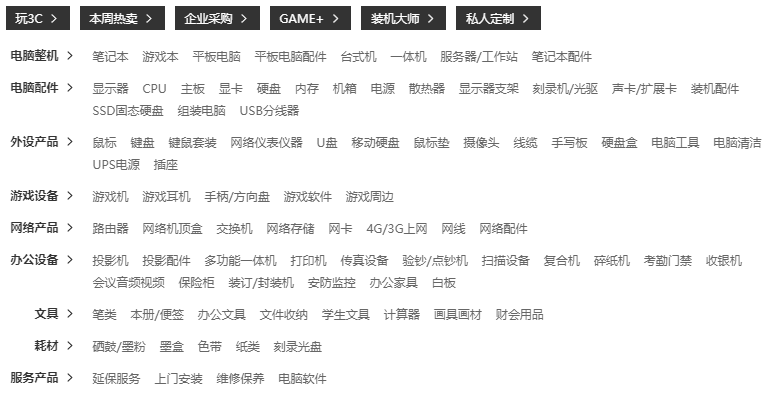 玩3C > 本周热卖 > 企业采购 > GAME+ > 装机大师 > 私人定制 >
电脑整机 > 笔记本 游戏本 平板电脑 平板电脑配件 台式机 一体机 服务器/工作站 笔记本配件
电脑配件 > 显示器 CPU 主板 显卡 硬盘 内存 机箱 电源 散热器 显示器支架 刻录机/光驱 声卡/扩展卡 装机配件
SSD固态硬盘 组装电脑 USB分线器
外设产品 > 鼠标 键盘 键鼠套装 网络仪表仪器 U盘 移动硬盘 鼠标垫 摄像头 线缆 手写板 硬盘盒 电脑工具 电脑清洁
UPS电源 插座
游戏设备 > 游戏机 游戏耳机 手柄/方向盘 游戏软件 游戏周边
网络产品 > 路由器 网络机顶盒 交换机 网络存储 网卡 4G/3G上网 网线 网络配件
办公设备 > 投影机 投影配件 多功能一体机 打印机 传真设备 验钞/点钞机 扫描设备 复合机 碎纸机 考勤门禁 收银机
会议音频视频 保险柜 装订/封装机 安防监控 办公家具 白板
文具 > 笔类 本册/便签 办公文具 文件收纳 学生文具 计算器 画具画材 财会用品
耗材 > 硒鼓/墨粉 墨盒 色带 纸类 刻录光盘
服务产品 > 延保服务 上门安装 维修保养 电脑软件